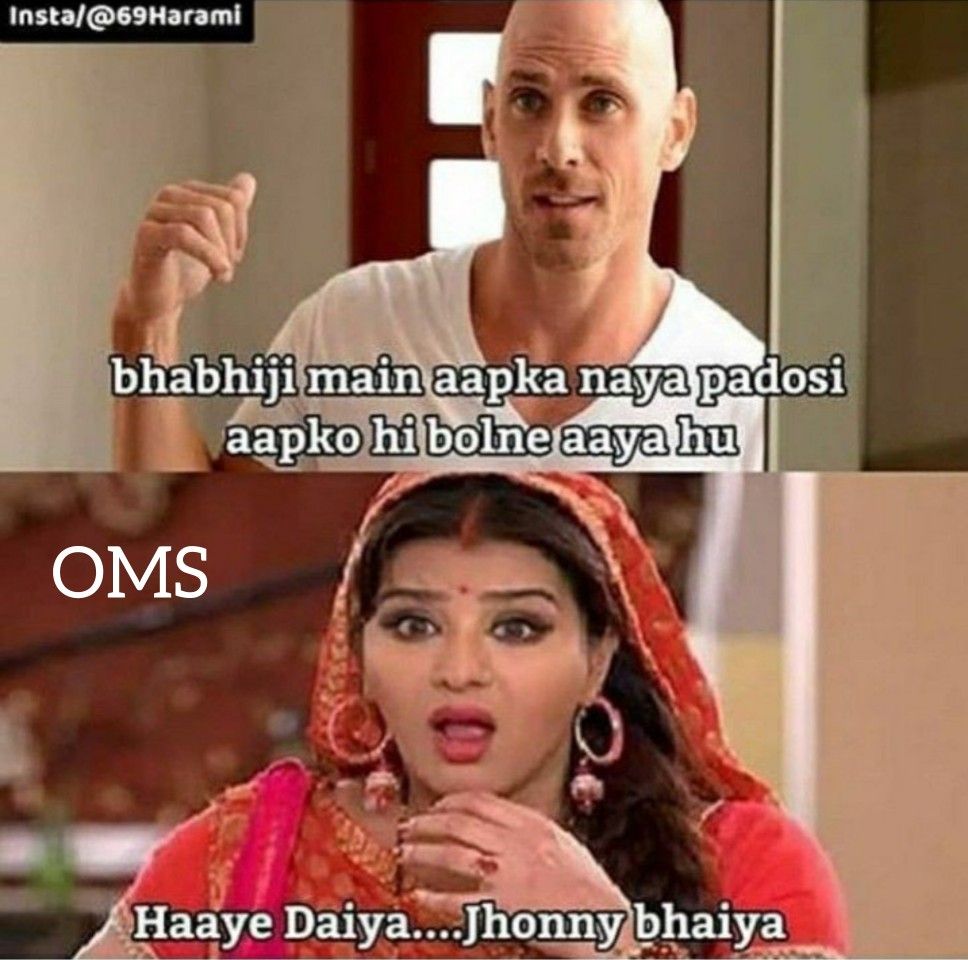 Insta/@69Harami
bhabhiji main aapka naya padosi
aapko hi bolne aaya hu
OMS
Haaye Daiya....Jhonny bhaiya